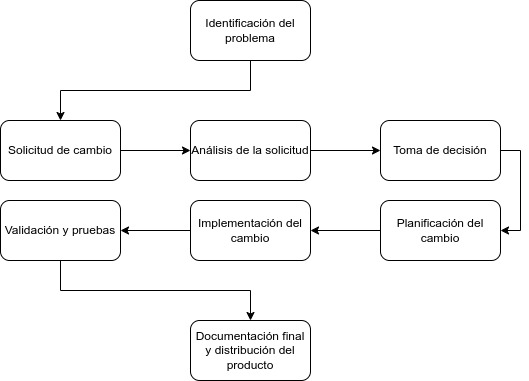 Identificación del
problema
Solicitud de cambio
Análisis de la solicitud
Toma de decisión
Planificación del
cambio
Implementación del
cambio
Validación y pruebas
Documentación final
y distribución del
producto